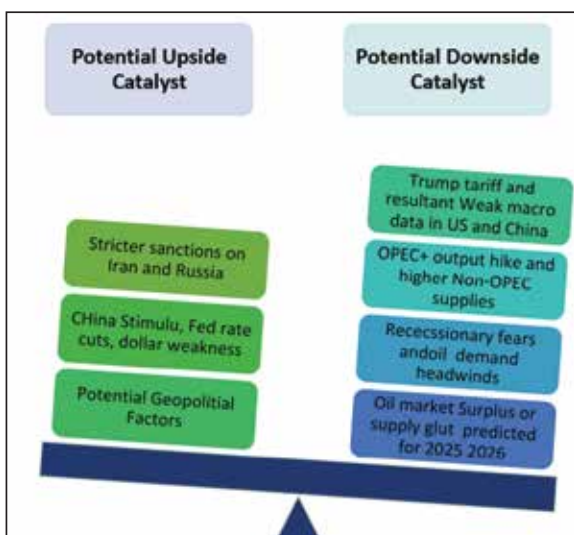 Potential Upside
Catalyst
Potential Downside
Catalyst
Stricter sanctions on
Iran and Russia
CHina Stimulu, Fed rate
cuts, dollar weakness
Potential Geopolitial
Factors
Trump tariff and
resultant Weak macro
data in US and China
OPEC+ output hike and
higher Non-OPEC
supplies
Rececssionary fears
andoil demand
headwinds
Oil market Surplus or
supply glut predicted
for 2025 2026